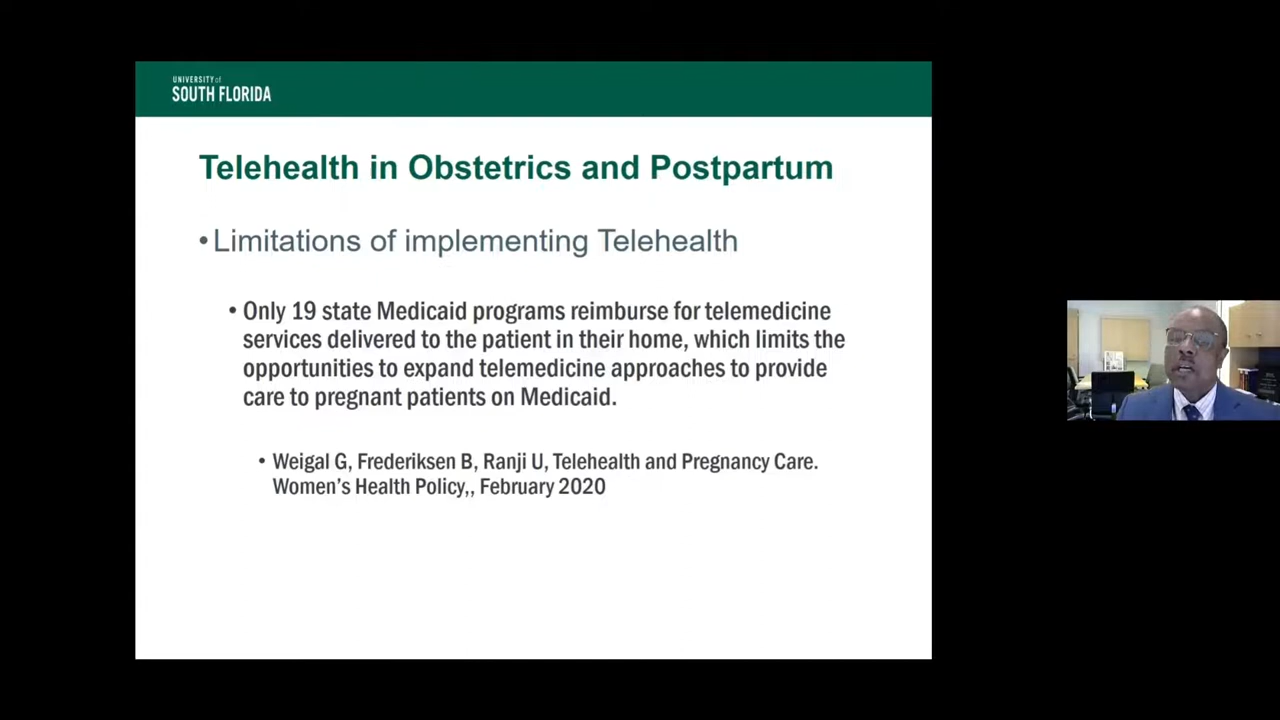 UNIVERSITY of
SOUTH FLORIDA
Telehealth in Obstetrics and Postpartum
•Limitations of implementing Telehealth
• Only 19 state Medicaid programs reimburse for telemedicine
services delivered to the patient in their home, which limits the
opportunities to expand telemedicine approaches to provide
care to pregnant patients on Medicaid.
• Weigal G, Frederiksen B, Ranji U, Telehealth and Pregnancy Care.
Women's Health Policy,, February 2020